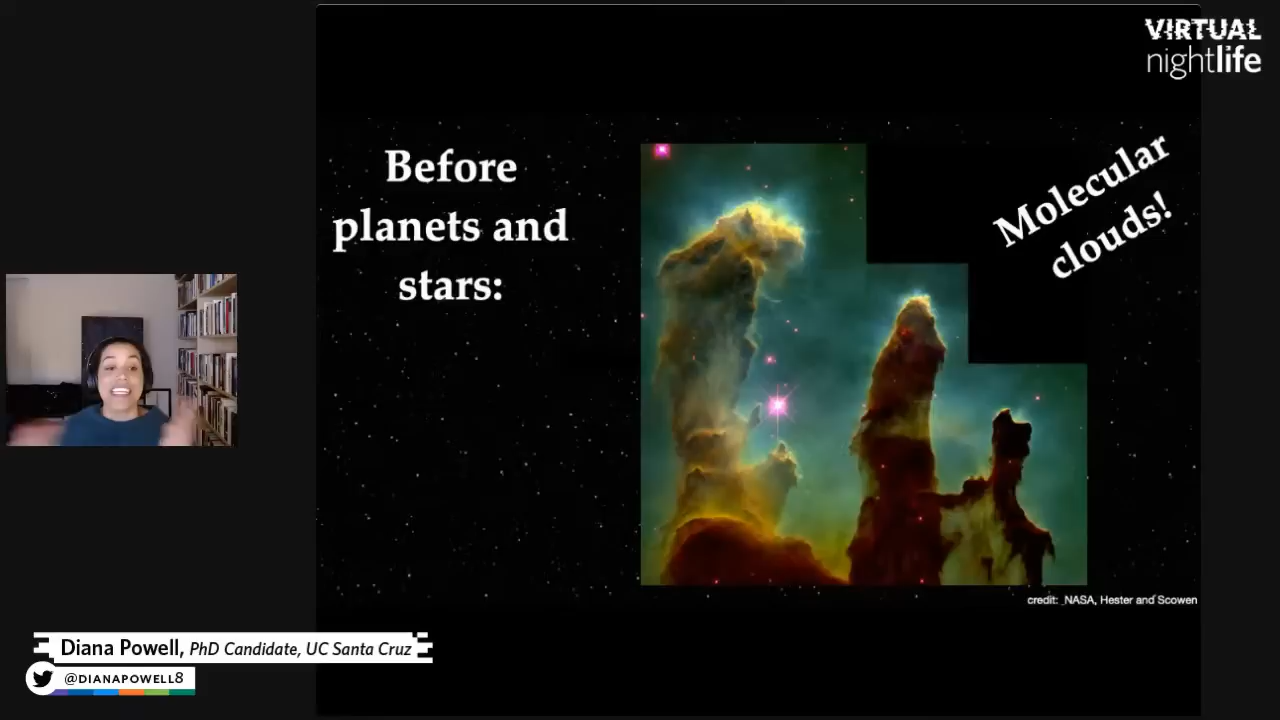 VIRTUAL
nightlife
Before
planets and
stars:
Molecular
clouds!
credit: NASA, Hester and Scowen
Diana Powell, PhD Candidate, UC Santa Cruz
@DIANAPOWELL8